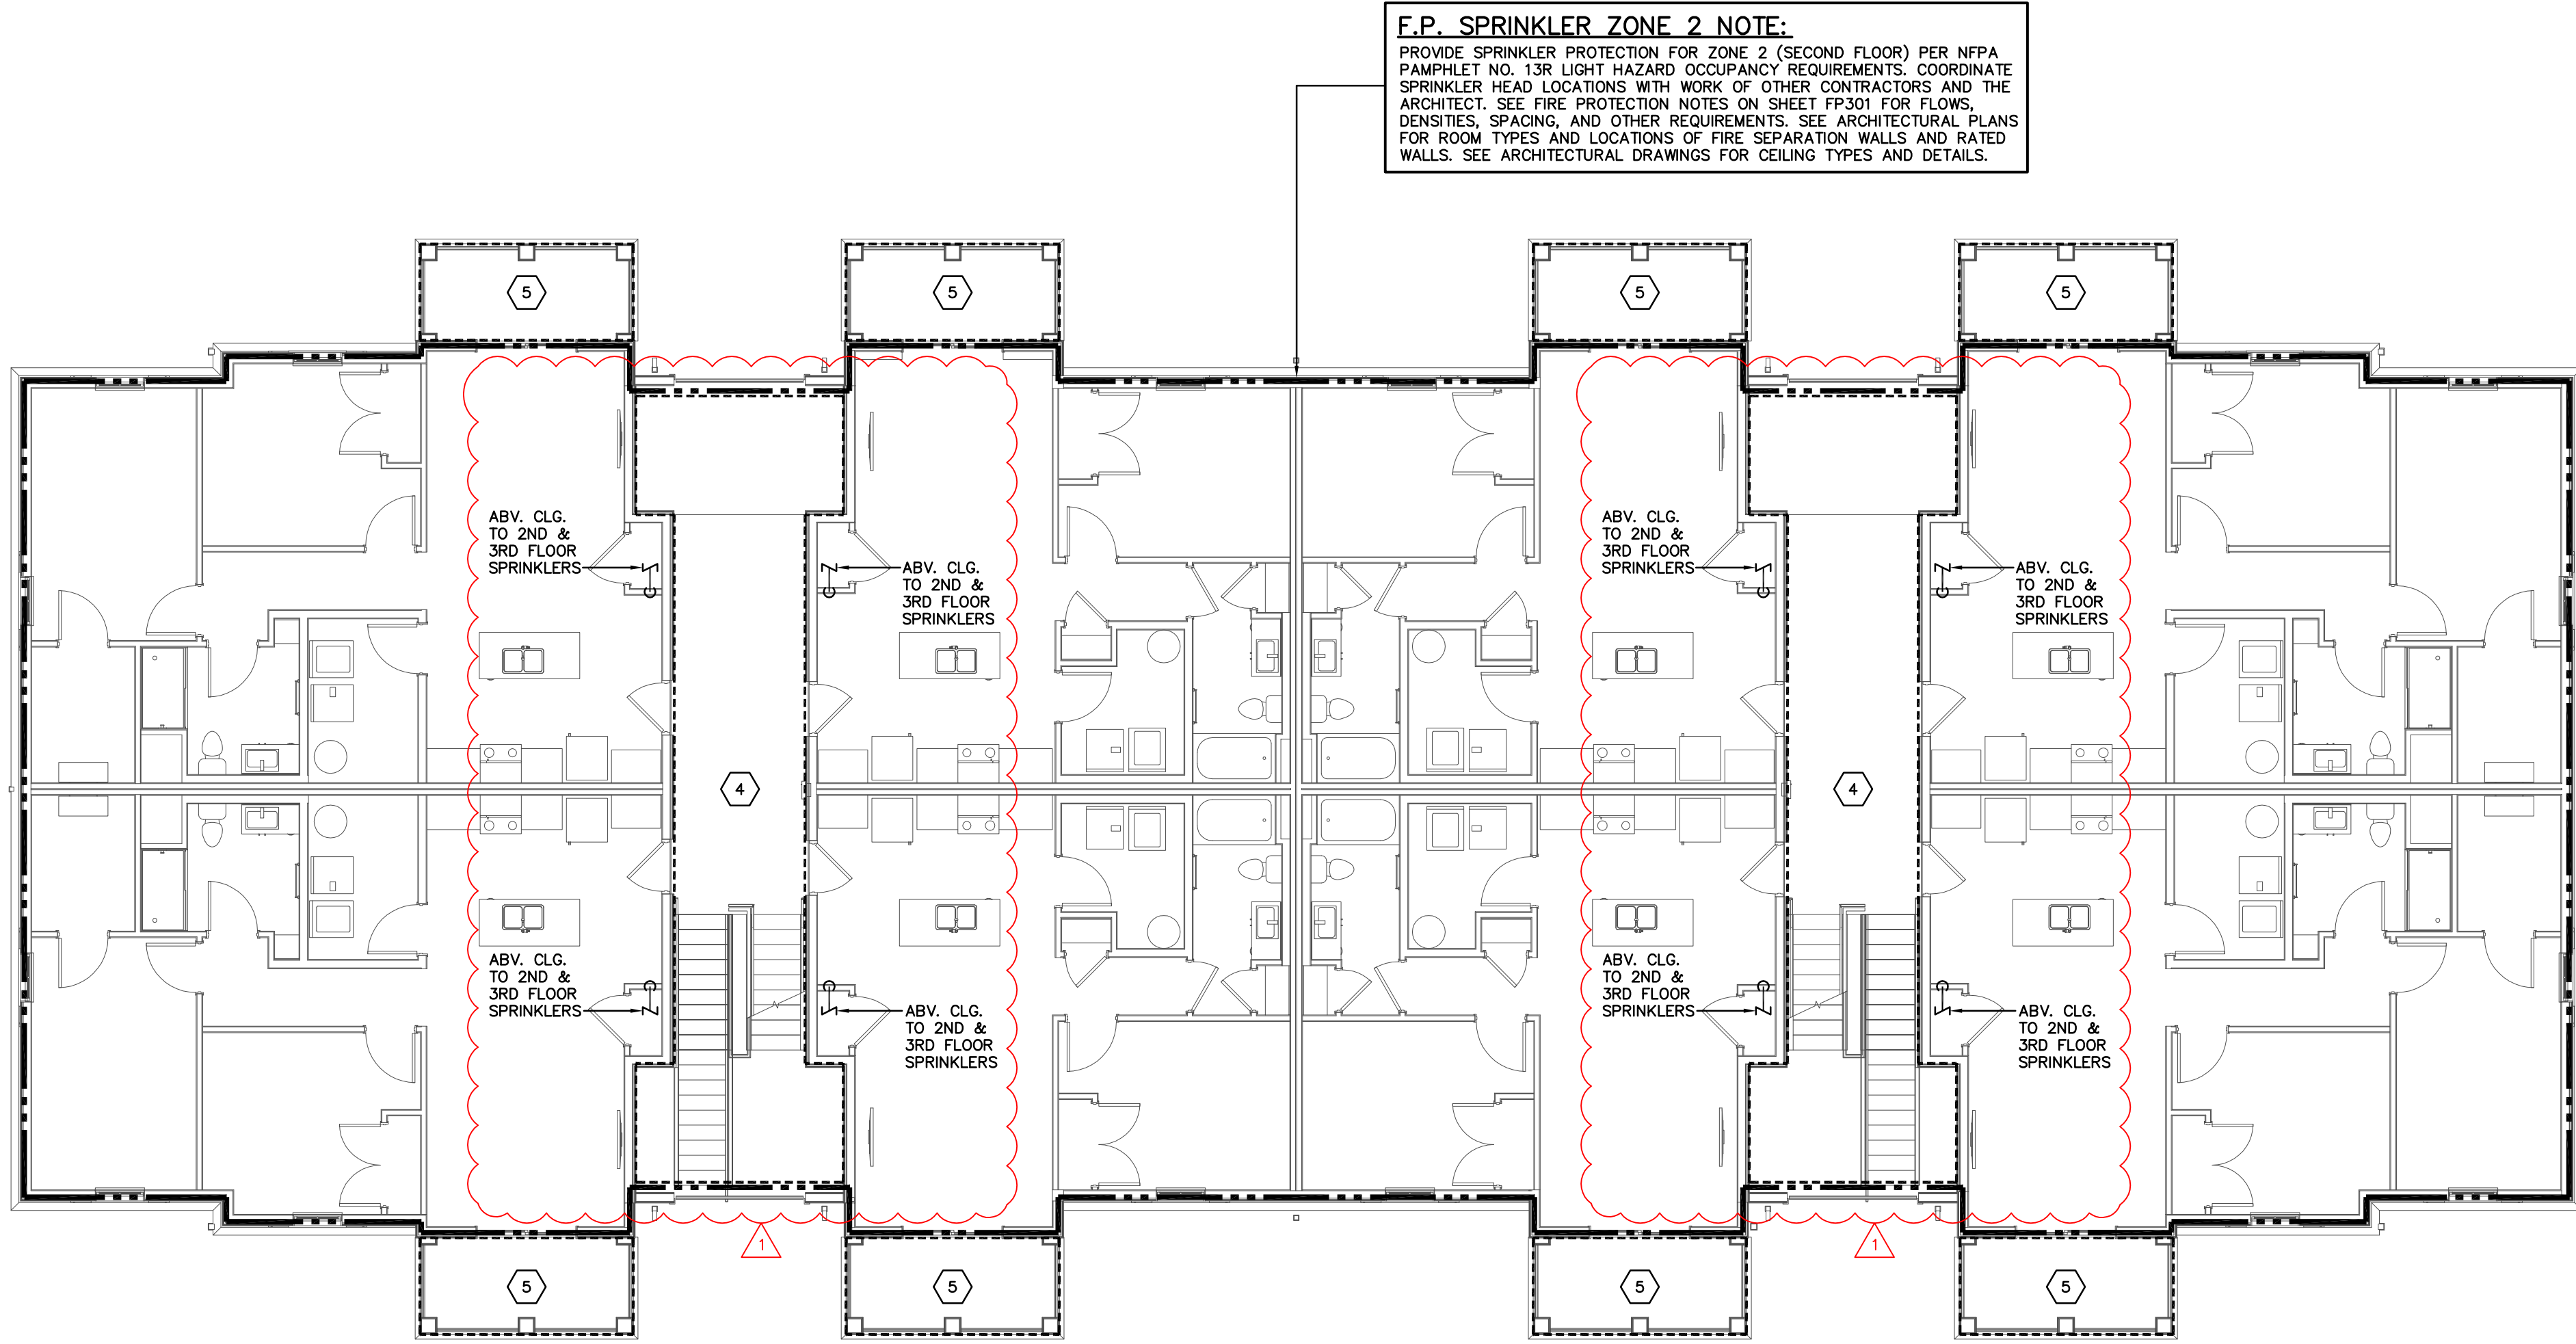 F.P. SPRINKLER ZONE 2 NOTE:
PROVIDE SPRINKLER PROTECTION FOR ZONE 2 (SECOND FLOOR) PER NFPA
PAMPHLET NO. 13R LIGHT HAZARD OCCUPANCY REQUIREMENTS. COORDINATE
SPRINKLER HEAD LOCATIONS WITH WORK OF OTHER CONTRACTORS AND THE
ARCHITECT. SEE FIRE PROTECTION NOTES ON SHEET FP301 FOR FLOWS,
DENSITIES, SPACING, AND OTHER REQUIREMENTS. SEE ARCHITECTURAL PLANS
FOR ROOM TYPES AND LOCATIONS OF FIRE SEPARATION WALLS AND RATED
WALLS. SEE ARCHITECTURAL DRAWINGS FOR CEILING TYPES AND DETAILS.
5
5
5
5
ABV. CLG.
TO 2ND &
3RD FLOOR
SPRINKLERS
ABV. CLG.
TO 2ND &
3RD FLOOR
SPRINKLERS
ABV. CLG.
TO 2ND &
3RD FLOOR
SPRINKLERS
ABV. CLG.
TO 2ND &
3RD FLOOR
SPRINKLERS
4
4
ABV. CLG.
TO 2ND &
3RD FLOOR
SPRINKLERS
ABV. CLG.
TO 2ND &
3RD FLOOR
SPRINKLERS
ABV. CLG.
TO 2ND &
3RD FLOOR
SPRINKLERS
ABV. CLG.
TO 2ND &
3RD FLOOR
SPRINKLERS
1
1
5
5
5
5